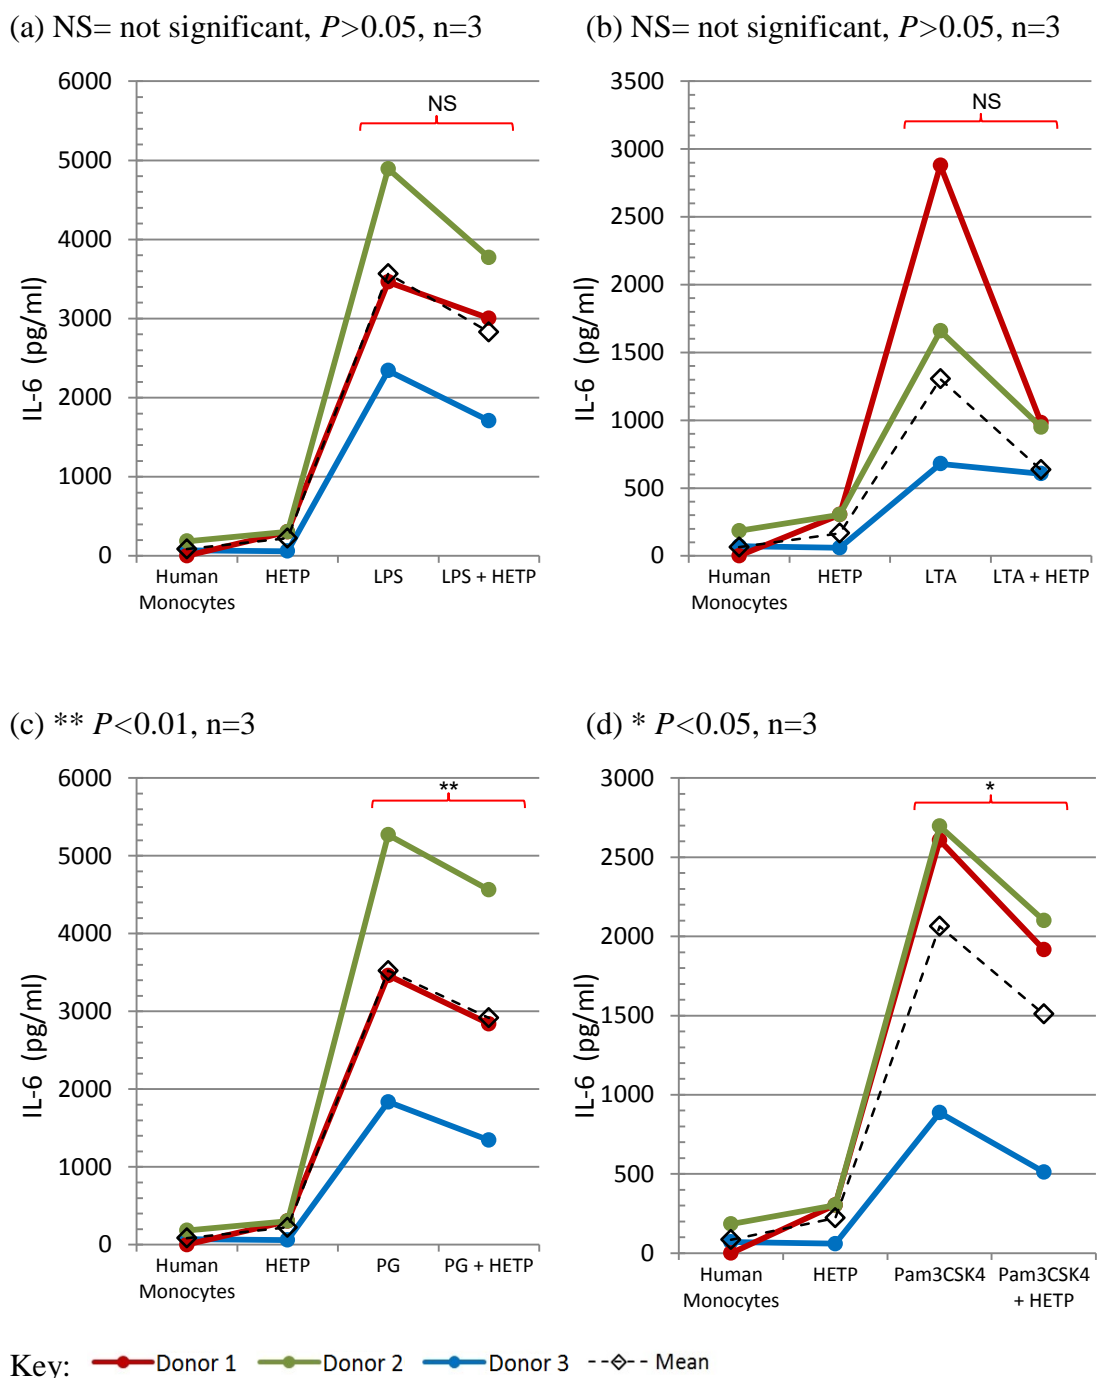 (a) NS= not significant, P>0.05, n=3
6000
5000
4000
3000
2000
1000
0
IL-6 (pg/ml)
NS
Human Monocytes
HETP
LPS
LPS + HETP
(b) NS= not significant, P>0.05, n=3
3500
3000
2500
2000
1500
1000
500
0
IL-6 (pg/ml)
NS
Human Monocytes
HETP
LTA
LTA + HETP
(c) ** P<0.01, n=3
6000
5000
4000
3000
2000
1000
0
IL-6 (pg/ml)
**
Human Monocytes
HETP
PG
PG + HETP
(d) * P<0.05, n=3
3000
2500
2000
1500
1000
500
0
IL-6 (pg/ml)
*
Human Monocytes
HETP
Pam3CSK4
Pam3CSK4 + HETP
Key: Donor 1 Donor 2 Donor 3 Mean